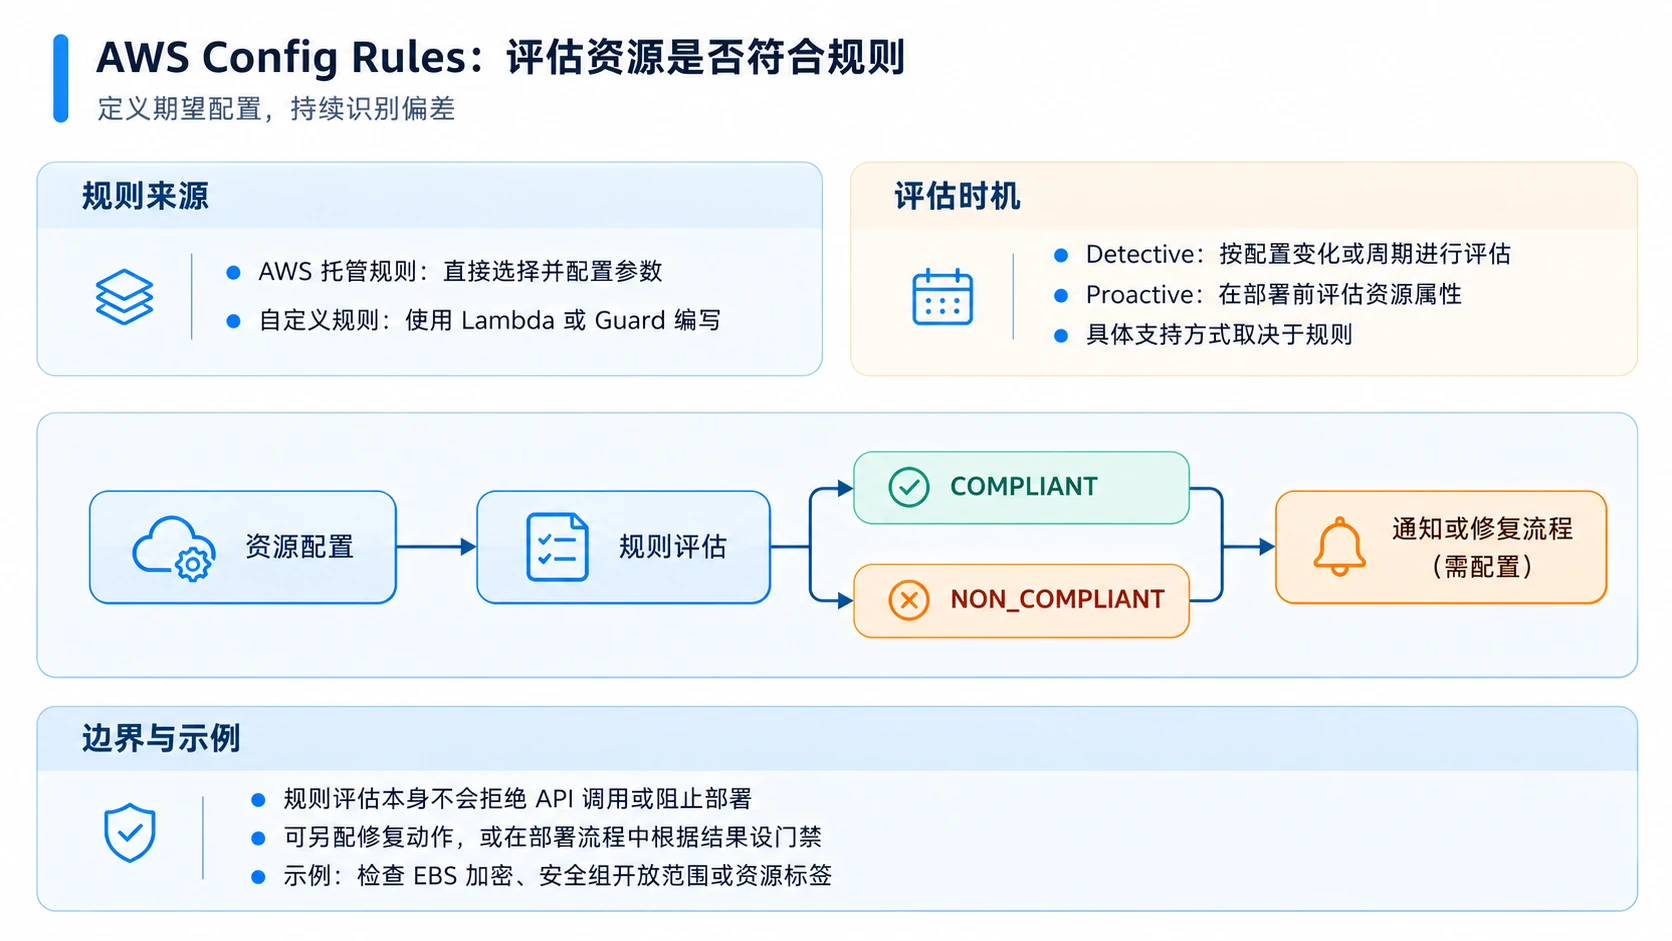 AWS Config Rules：评估资源是否符合规则
定义期望配置，持续识别偏差
规则来源
AWS 托管规则：直接选择并配置参数
自定义规则：使用 Lambda 或 Guard 编写
评估时机
Detective：按配置变化或周期进行评估
Proactive：在部署前评估资源属性
具体支持方式取决于规则
资源配置
规则评估
COMPLIANT
NON_COMPLIANT
通知或修复流程
（需配置）
边界与示例
规则评估本身不会拒绝 API 调用或阻止部署
可另配修复动作，或在部署流程中根据结果设门禁
示例：检查 EBS 加密、安全组开放范围或资源标签